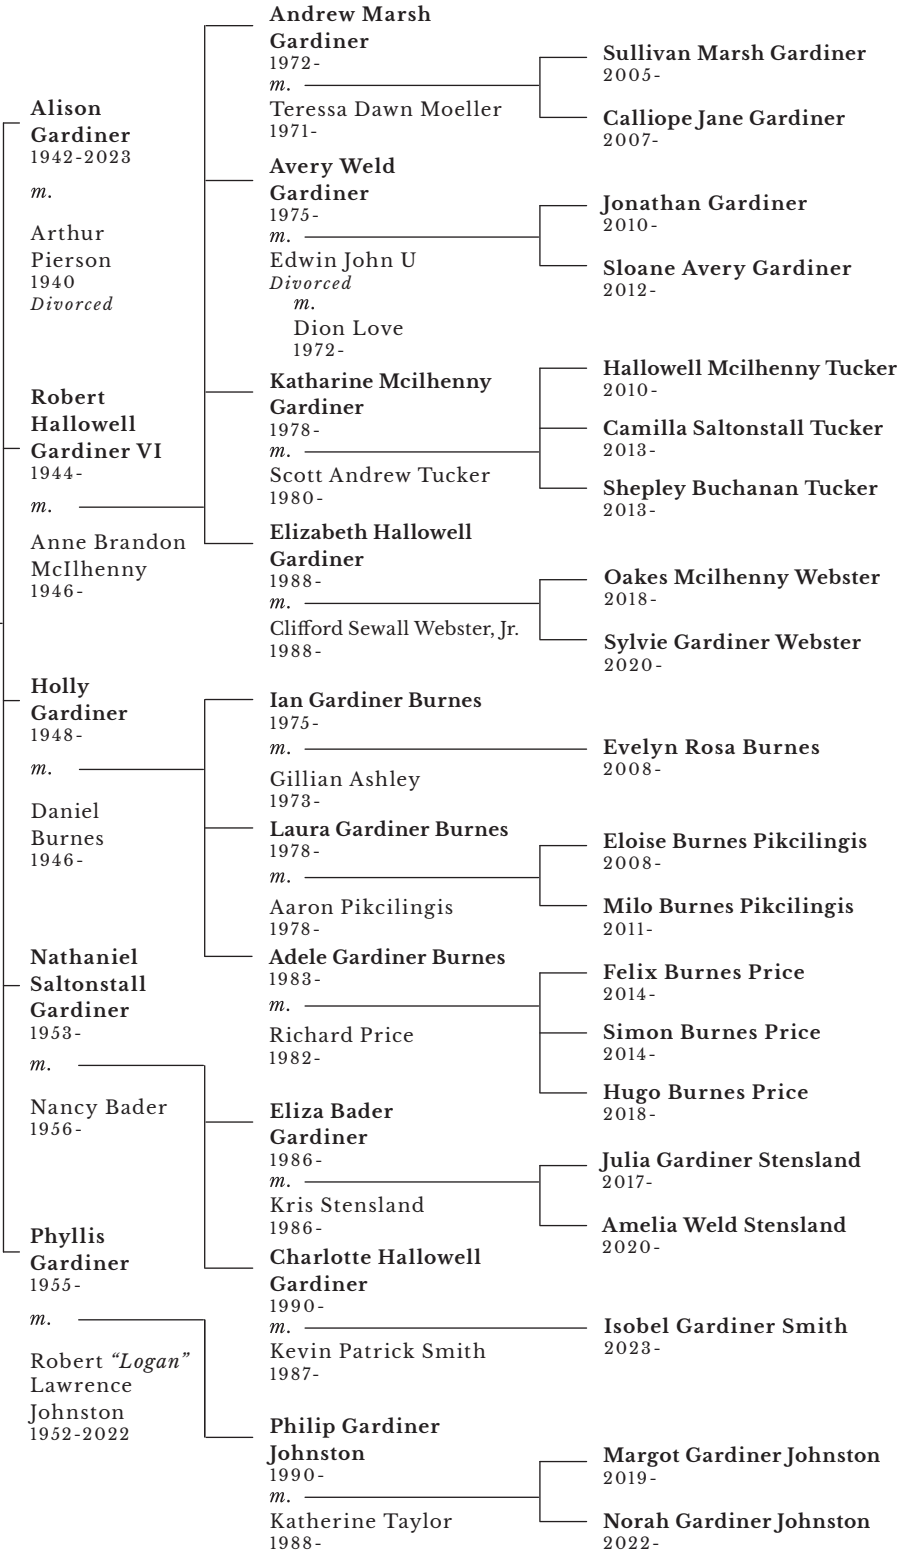 Alison
Gardiner
1942-2023
m.
Arthur
Pierson
1940
Divorced
Robert
Hallowell
Gardiner VI
1944-
m.
Anne Brandon
McIlhenny
1946-
Holly
Gardiner
1948-
m.
Daniel
Burnes
1946-
Nathaniel
Saltonstall
Gardiner
1953-
m.
Nancy Bader
1956-
Phyllis
Gardiner
1955-
m.
Robert “Logan”
Lawrence
Johnston
1952-2022
Andrew Marsh
Gardiner
1972-
m.
Teressa Dawn Moeller
1971-
Avery Weld
Gardiner
1975-
m.
Edwin John U
Divorced
m.
Dion Love
1972-
Katharine Mcilhenny
Gardiner
1978-
m.
Scott Andrew Tucker
1980-
Elizabeth Hallowell
Gardiner
1988-
m.
Clifford Sewall Webster, Jr.
1988-
Ian Gardiner Burnes
1975-
m.
Gillian Ashley
1973-
Laura Gardiner Burnes
1978-
m.
Aaron Pikcilingis
1978-
Adele Gardiner Burnes
1983-
m.
Richard Price
1982-
Eliza Bader
Gardiner
1986-
m.
Kris Stensland
1986-
Charlotte Hallowell
Gardiner
1990-
m.
Kevin Patrick Smith
1987-
Philip Gardiner
Johnston
1990-
m.
Katherine Taylor
1988-
Sullivan Marsh Gardiner
2005-
Calliope Jane Gardiner
2007-
Jonathan Gardiner
2010-
Sloane Avery Gardiner
2012-
Hallowell Mcilhenny Tucker
2010-
Camilla Saltonstall Tucker
2013-
Shepley Buchanan Tucker
2013-
Oakes Mcilhenny Webster
2018-
Sylvie Gardiner Webster
2020-
Evelyn Rosa Burnes
2008-
Eloise Burnes Pikcilingis
2008-
Milo Burnes Pikcilingis
2011-
Felix Burnes Price
2014-
Simon Burnes Price
2014-
Hugo Burnes Price
2018-
Julia Gardiner Stensland
2017-
Amelia Weld Stensland
2020-
Isobel Gardiner Smith
2023-
Margot Gardiner Johnston
2019-
Norah Gardiner Johnston
2022-